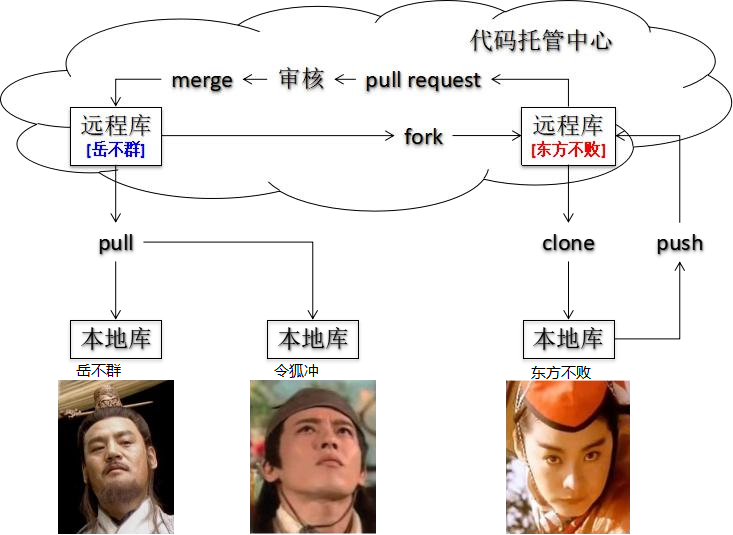 代码托管中心
merge
审核
pull request
远程库
[岳不群]
fork
远程库
[东方不败]
pull
clone
push
本地库
本地库
本地库
岳不群
令狐冲
东方不败